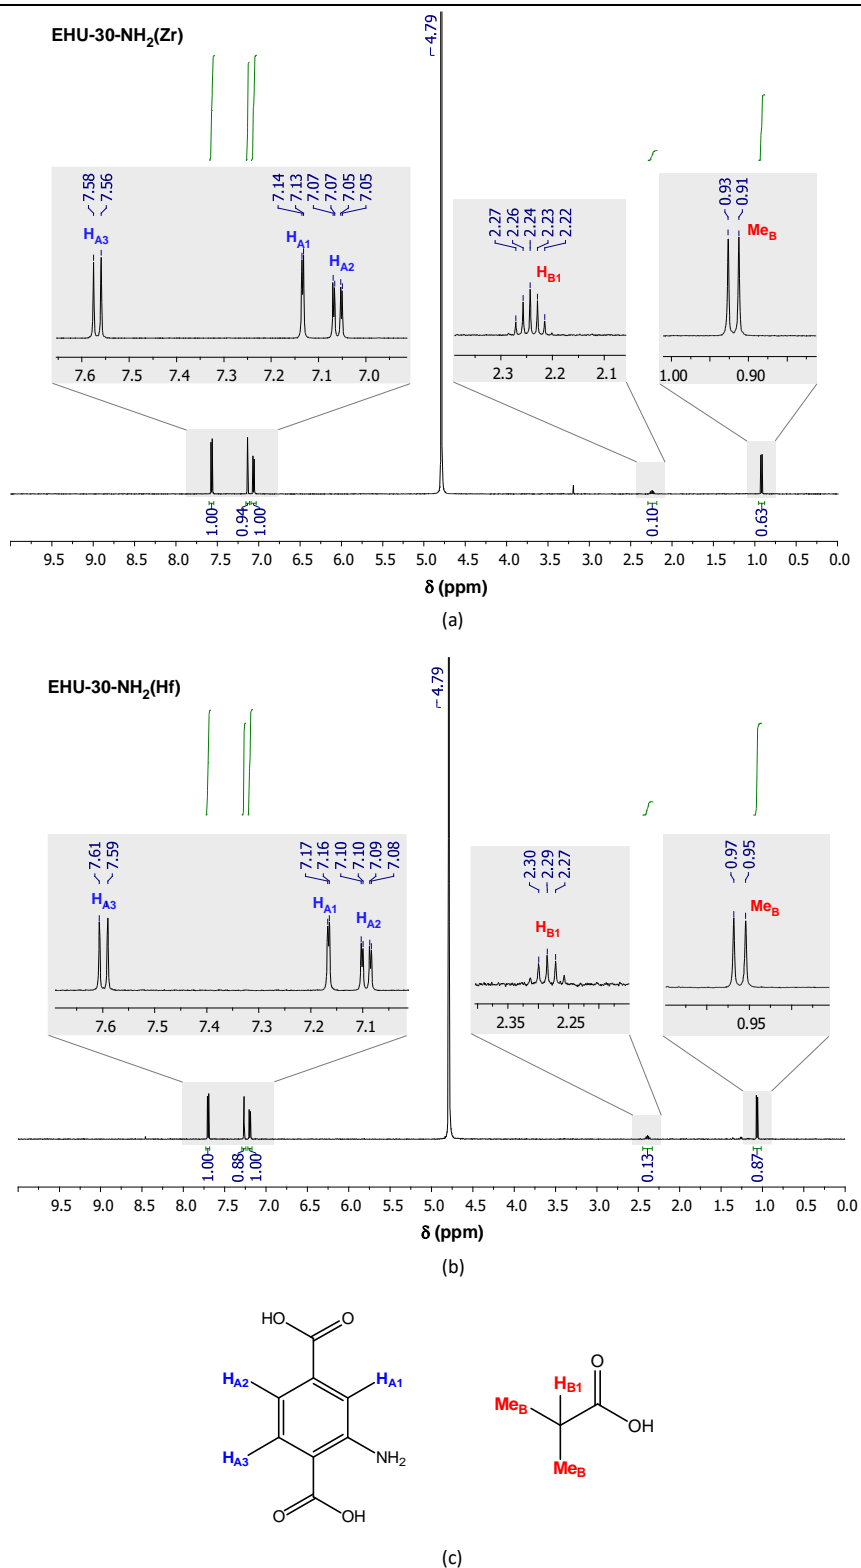 EHU-30-NH2(Zr)
4.79
7.58
7.56
7.14
7.13
7.07
7.07
7.05
7.05
2.27
2.26
2.24
2.23
2.22
0.93
0.91
HA3
HA1
HA2
HB1
MeB
7.6 7.5 7.4 7.3 7.2 7.1 7.0
2.3 2.2 2.1
1.00 0.90
1.00
0.94
1.00
0.10
0.63
9.5 9.0 8.5 8.0 7.5 7.0 6.5 6.0 5.5 5.0 4.5 4.0 3.5 3.0 2.5 2.0 1.5 1.0 0.5 0.0
δ (ppm)
(a)
EHU-30-NH2(Hf)
4.79
7.61
7.59
7.17
7.16
7.10
7.10
7.09
7.08
2.30
2.29
2.27
0.97
0.95
HA3
HA1
HA2
HB1
MeB
7.6 7.5 7.4 7.3 7.2 7.1
2.35 2.25
0.95
1.00
0.88
1.00
0.13
0.87
9.5 9.0 8.5 8.0 7.5 7.0 6.5 6.0 5.5 5.0 4.5 4.0 3.5 3.0 2.5 2.0 1.5 1.0 0.5 0.0
δ (ppm)
(b)
HO O
HA2 HA1
HA3 NH2
O OH
O
HB1
MeB
OH
MeB
(c)